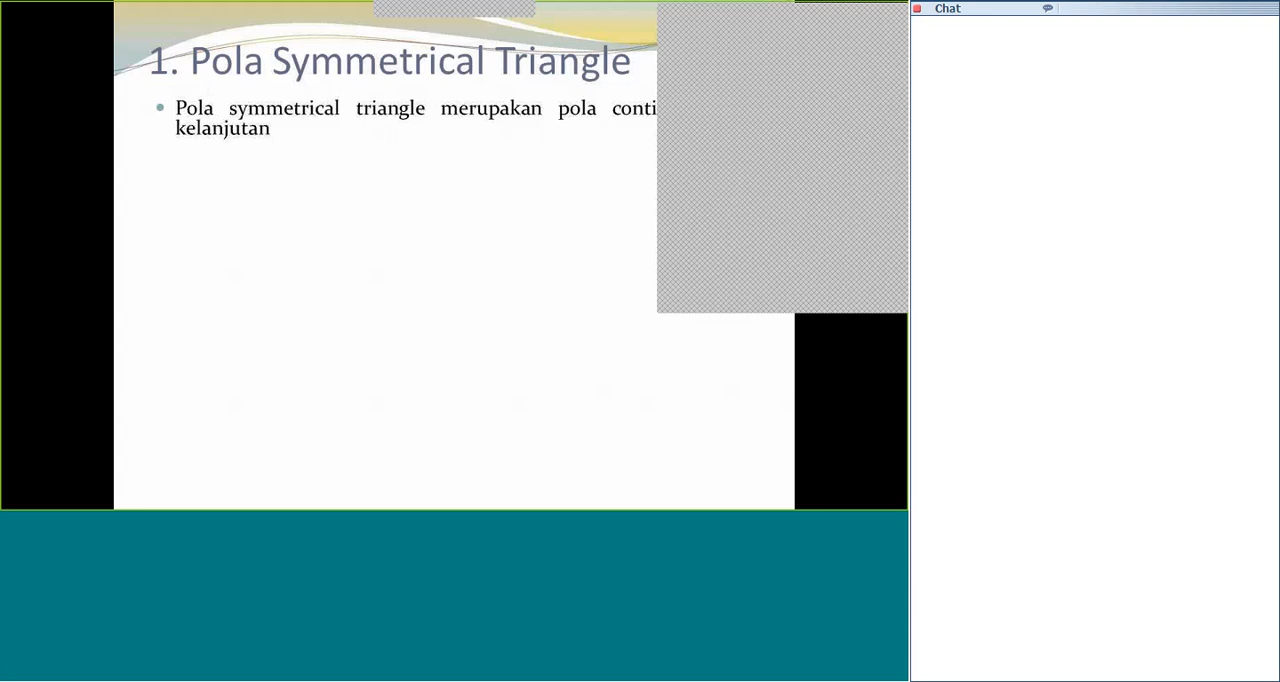 Chat
1. Pola Symmetrical Triangle
Pola symmetrical triangle merupakan pola conti
kelanjutan